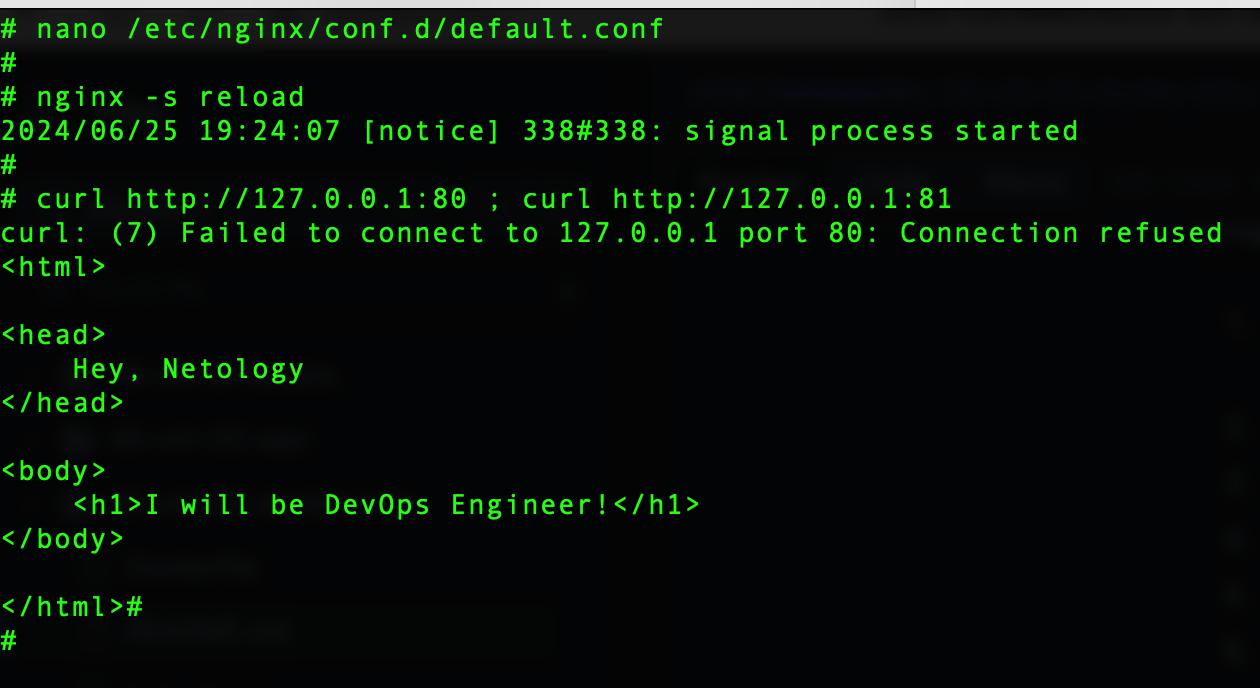 # nano /etc/nginx/conf.d/default.conf
#
# nginx -s reload
2024/06/25 19:24:07 [notice] 338#338: signal process started
#
# curl http://127.0.0.1:80 ; curl http://127.0.0.1:81
curl: (7) Failed to connect to 127.0.0.1 port 80: Connection refused
<html>

<head>
    Hey, Netology
</head>

<body>
    <h1>I will be DevOps Engineer!</h1>
</body>

</html>#
#